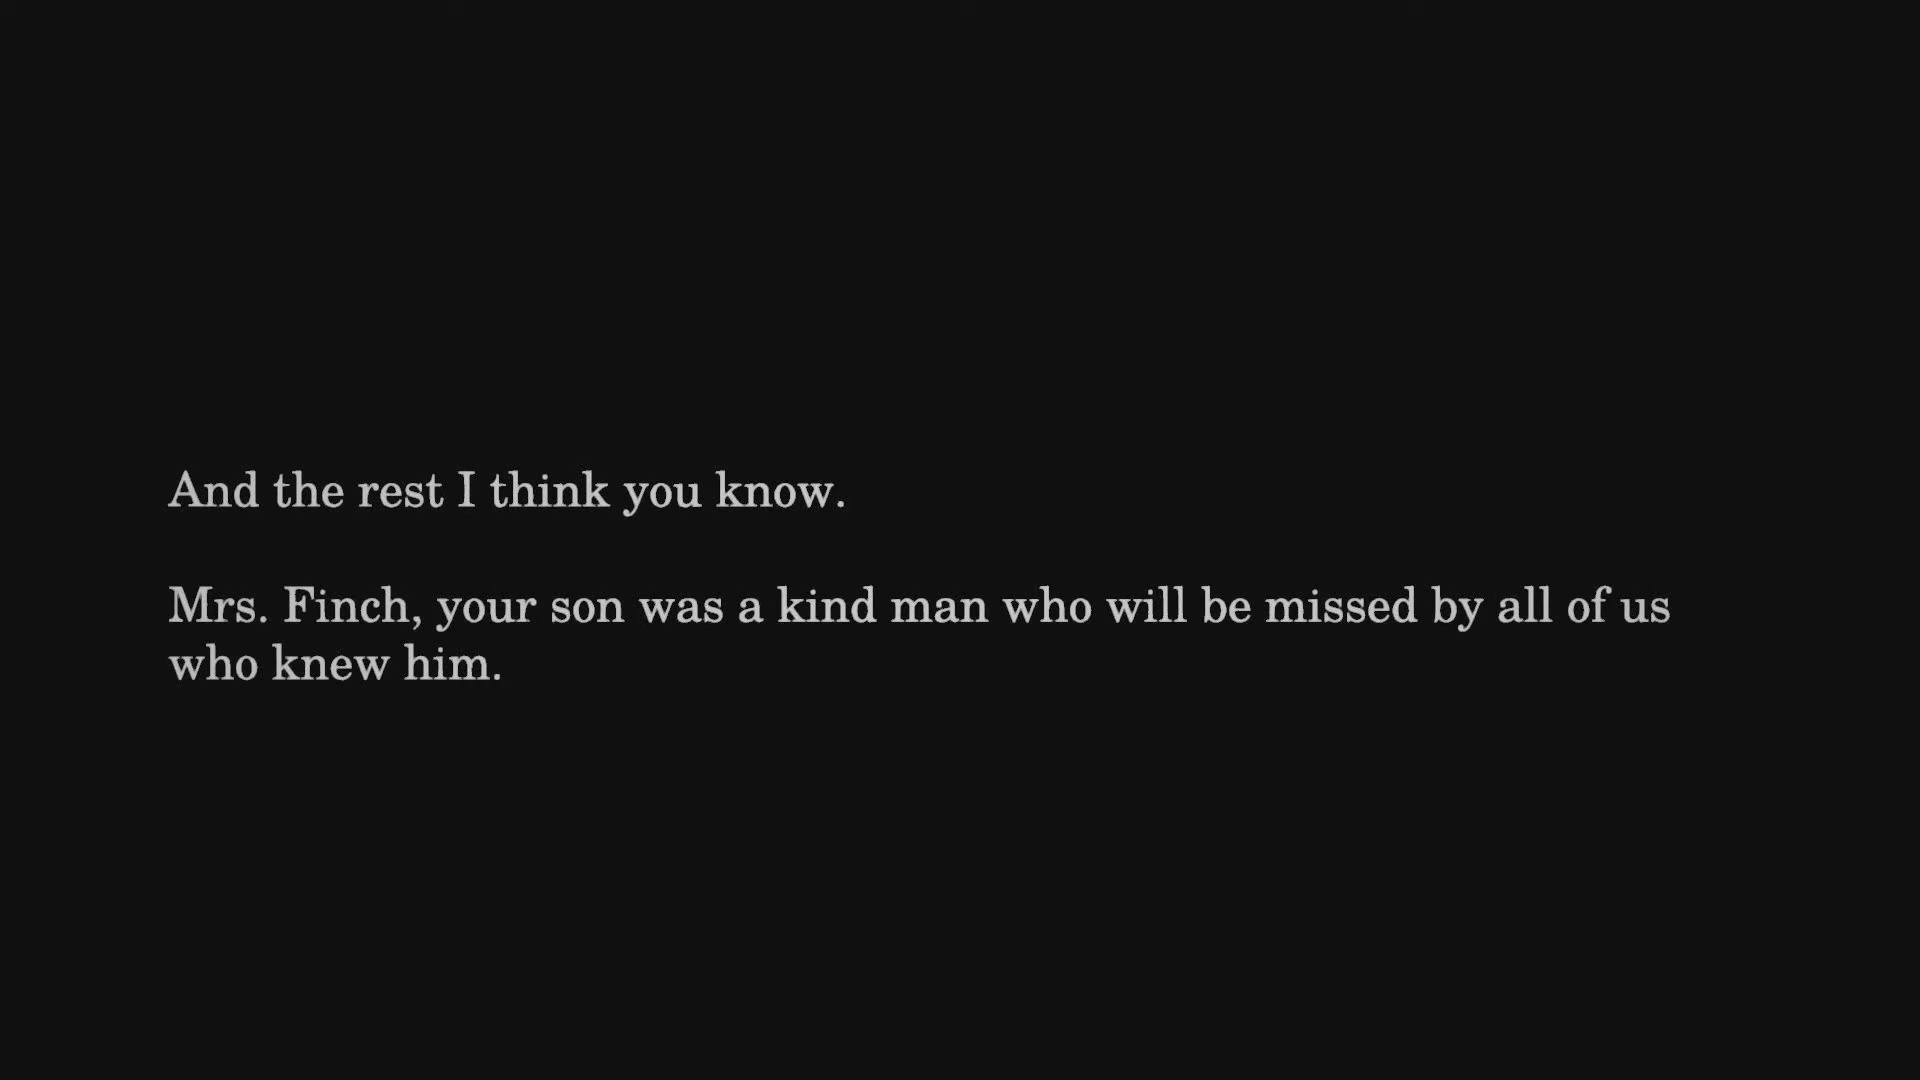 And the rest I think you know.
Mrs. Finch, your son was a kind man who will be missed by all of us
who knew him.